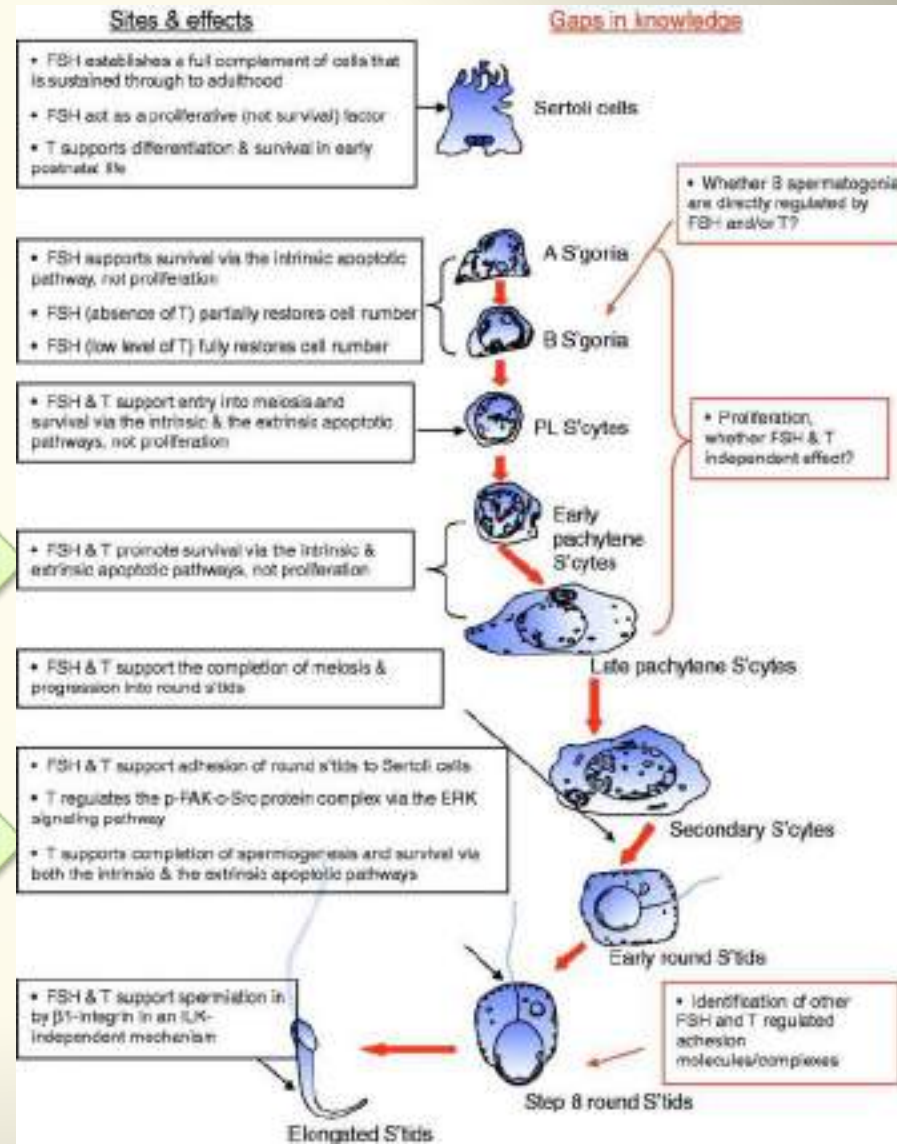 Sites & effects
Gaps in knowledge
• FSH establishes a full complement of cells that
is sustained through to adulthood
• FSH act as a proliferative (not survival) factor
• T supports differentiation & survival in early
postnatal life
Sertoli cells
• Whether B spermatogonia
are directly regulated by
FSH and/or T?
• FSH supports survival via the intrinsic apoptotic
pathway, not proliferation
• FSH (absence of T) partially restores cell number
• FSH (low level of T) fully restores cell number
A S'goria
B S'goria
• FSH & T support entry into meiosis and
survival via the intrinsic & the extrinsic apoptotic
pathways, not proliferation
PL S'cytes
• Proliferation,
whether FSH & T
independent effect?
• FSH & T promote survival via the intrinsic &
extrinsic apoptotic pathways, not proliferation
Early
pachylene
S'cytes
Late pachylene S'cytes
• FSH & T support the completion of meiosis &
progression into round s'tids
• FSH & T support adhesion of round s'tids to Sertoli cells
• T regulates the p-FAK-c-Src protein complex via the ERK
signaling pathway
• T supports completion of spermiogenesis and survival via
both the intrinsic & the extrinsic apoptotic pathways
Secondary S'cytes
Early round S'tids
• FSH & T support spermiation in
by β1-integrin in an ILK-
independent mechanism
• Identification of other
FSH and T regulated
adhesion
molecules/complexes
Step 8 round S'tids
Elongated S'tids